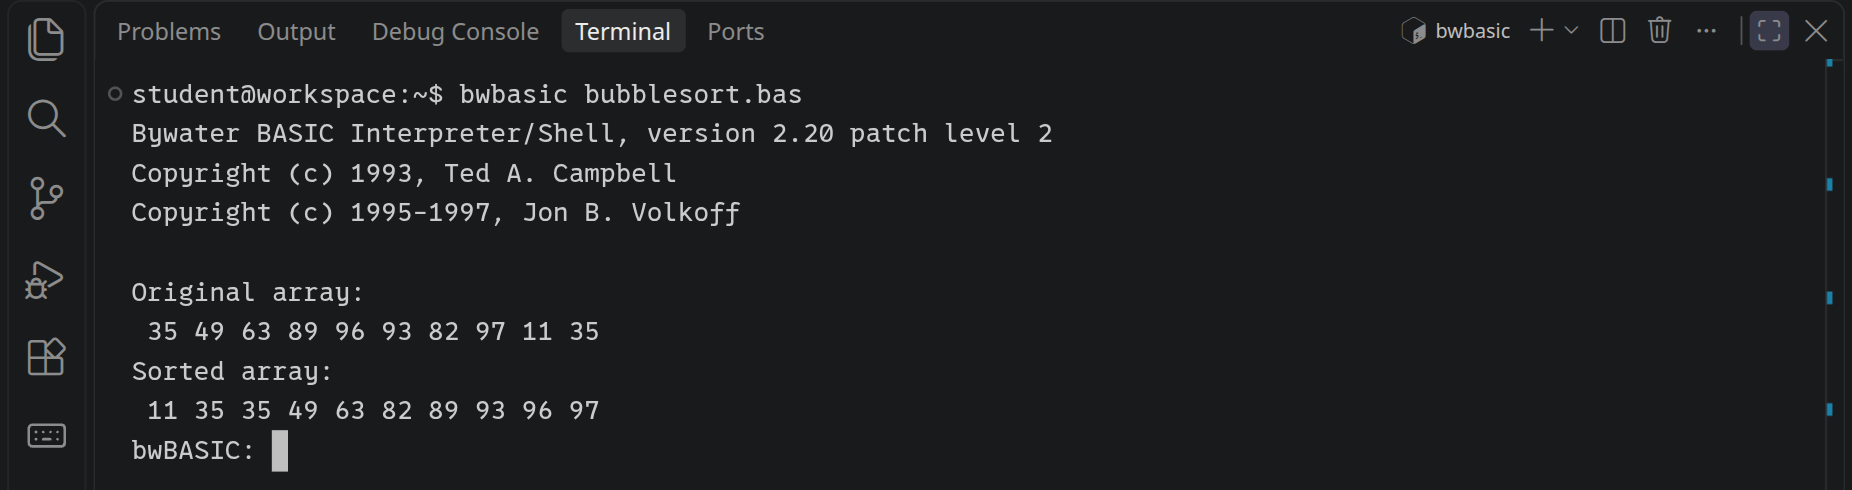 Problems Output Debug Console Terminal Ports bwbasic
student@workspace:~$ bwbasic bubblesort.bas
Bywater BASIC Interpreter/Shell, version 2.20 patch level 2
Copyright (c) 1993, Ted A. Campbell
Copyright (c) 1995-1997, Jon B. Volkoff
Original array:
35 49 63 89 96 93 82 97 11 35
Sorted array:
11 35 35 49 63 82 89 93 96 97
bwBASIC: